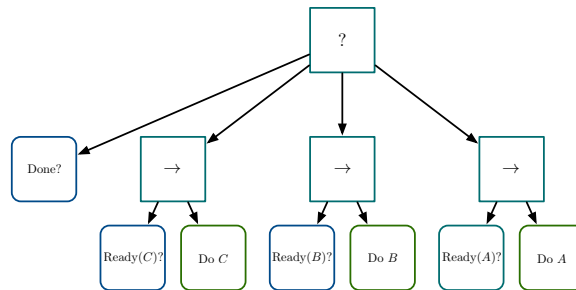 ?
Done?
→
→
→
Ready(C)?
Do C
Ready(B)?
Do B
Ready(A)?
Do A